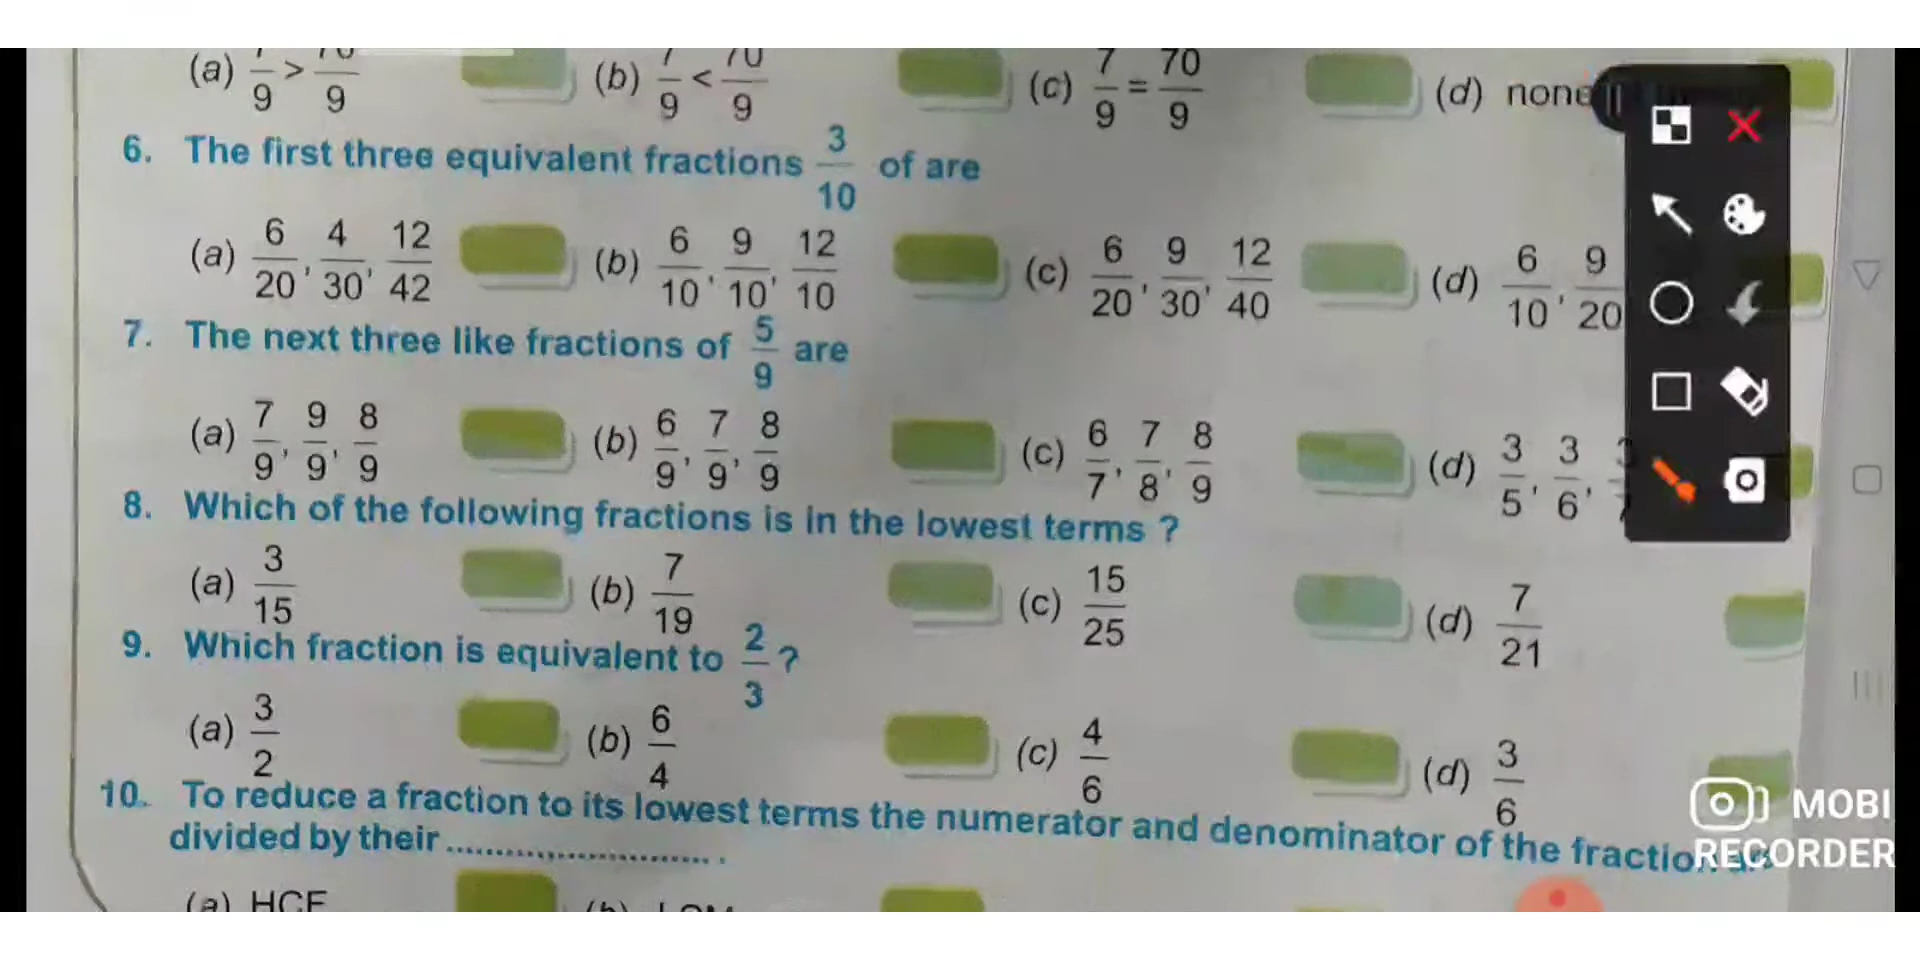 (a) 7/9 > 70/9 (b) 7/9 < 70/9 (c) 7/9 = 70/9 (d) none
6. The first three equivalent fractions 3/10 of are
(a) 6/20, 4/30, 12/42 (b) 6/10, 9/10, 12/10 (c) 6/20, 9/30, 12/40 (d) 6/10, 9/20
7. The next three like fractions of 5/9 are
(a) 7/9, 9/9, 8/9 (b) 6/9, 7/9, 8/9 (c) 6/7, 7/8, 8/9 (d) 3/5, 3/6,
8. Which of the following fractions is in the lowest terms ?
(a) 3/15 (b) 7/19 (c) 15/25 (d) 7/21
9. Which fraction is equivalent to 2/3 ?
(a) 3/2 (b) 6/4 (c) 4/6 (d) 3/6
10. To reduce a fraction to its lowest terms the numerator and denominator of the fraction
divided by their ............................ .
(a) HCF
MOBI
RECORDER